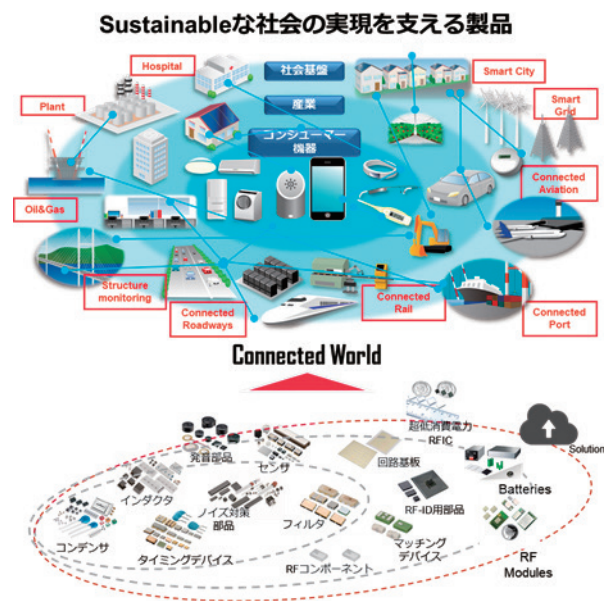 Sustainableな社会の実現を支える製品
Hospital
社会基盤
Smart City
Plant
産業
Smart
Grid
コンシューマー
機器
Connected
Aviation
Oil&Gas
Structure
monitoring
Connected
Roadways
Connected
Rail
Connected
Port
Connected World
超低消費電力
RFIC
Solution
発音部品
センサ
回路基板
Batteries
インダクタ
ノイズ対策
部品
フィルタ
RF-ID用部品
コンデンサ
タイミングデバイス
マッチング
デバイス
RFコンポーネント
RF
Modules